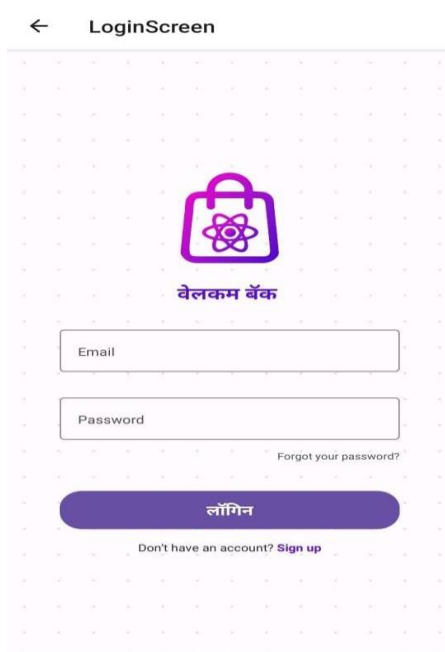 LoginScreen
वेलकम बॅक
Email
Password
Forgot your password?
लॉगिन
Don't have an account? Sign up